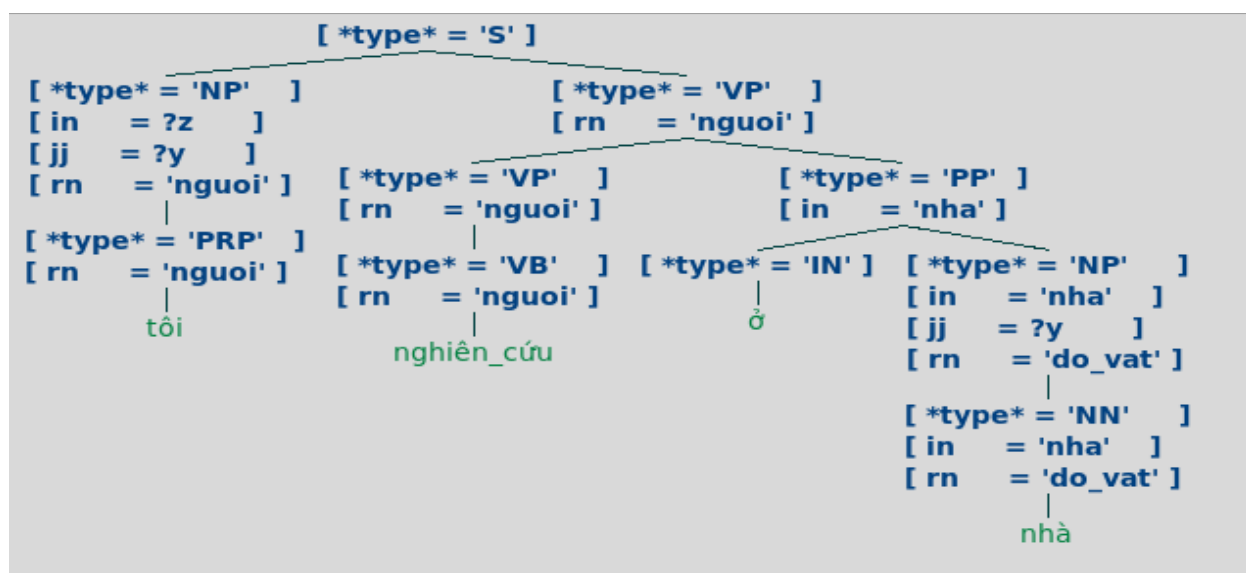 [ *type* = 'S' ]
[ *type* = 'NP' ]
[ in = ?z ]
[ jj = ?y ]
[ rn = 'nguoi' ]
[ *type* = 'PRP' ]
[ rn = 'nguoi' ]
tôi
[ *type* = 'VP' ]
[ rn = 'nguoi' ]
[ *type* = 'VP' ]
[ rn = 'nguoi' ]
[ *type* = 'VB' ]
[ rn = 'nguoi' ]
nghiên_cứu
[ *type* = 'PP' ]
[ in = 'nha' ]
[ *type* = 'IN' ]
ở
[ *type* = 'NP' ]
[ in = 'nha' ]
[ jj = ?y ]
[ rn = 'do_vat' ]
[ *type* = 'NN' ]
[ in = 'nha' ]
[ rn = 'do_vat' ]
nhà